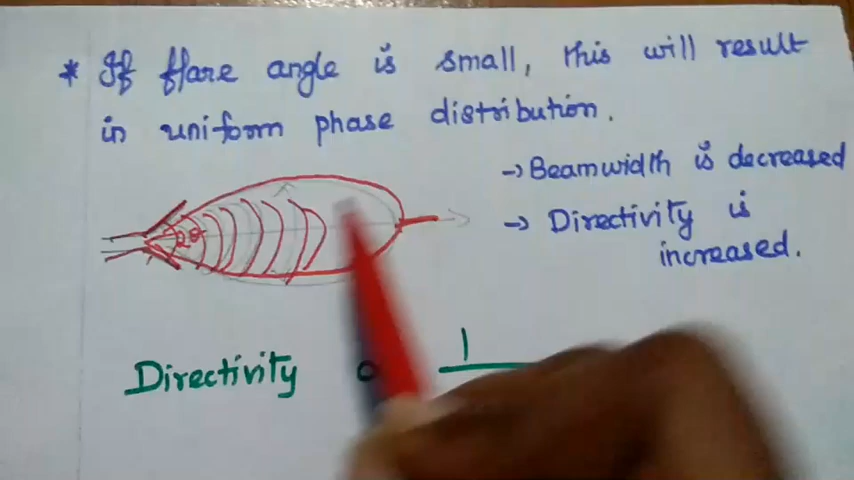 * If flare angle is small, this will result
in uniform phase distribution.
→ Beamwidth is decreased
→ Directivity is
increased.
2θ
Directivity
1